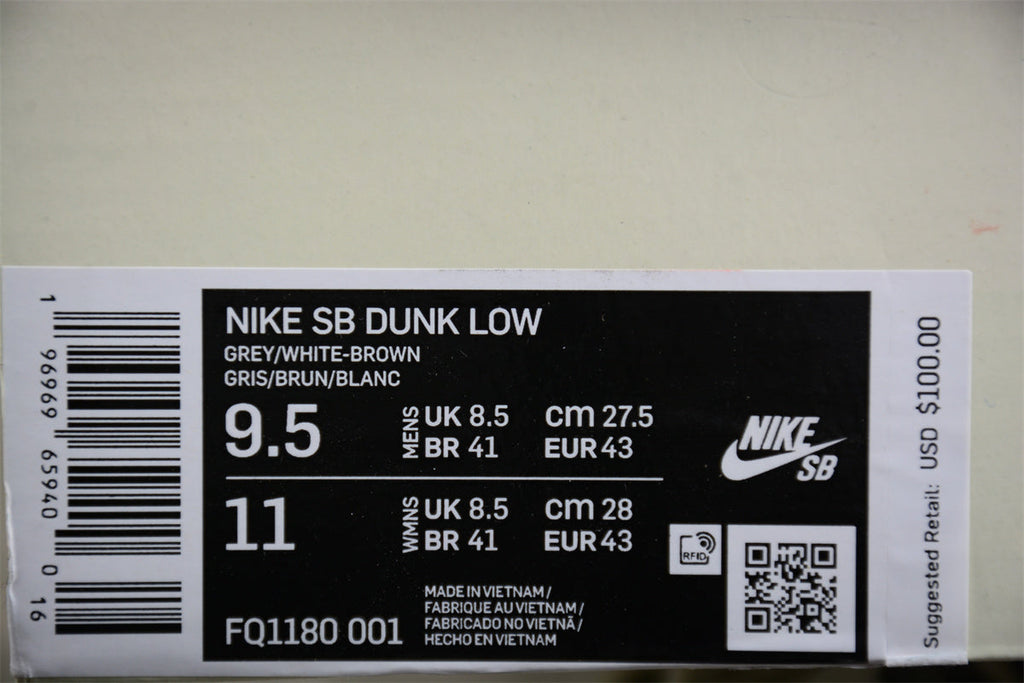 1 96969 65940 0 16
NIKE SB DUNK LOW
GREY/WHITE-BROWN
GRIS/BRUN/BLANC
9.5
MENS
UK 8.5 cm 27.5
BR 41 EUR 43
11
WMNS
UK 8.5 cm 28
BR 41 EUR 43
NIKE
SB
RFID
MADE IN VIETNAM /
FABRIQUE AU VIETNAM /
FABRICADO NO VIETNÃ /
HECHO EN VIETNAM
FQ1180 001
Suggested Retail: USD $100.00